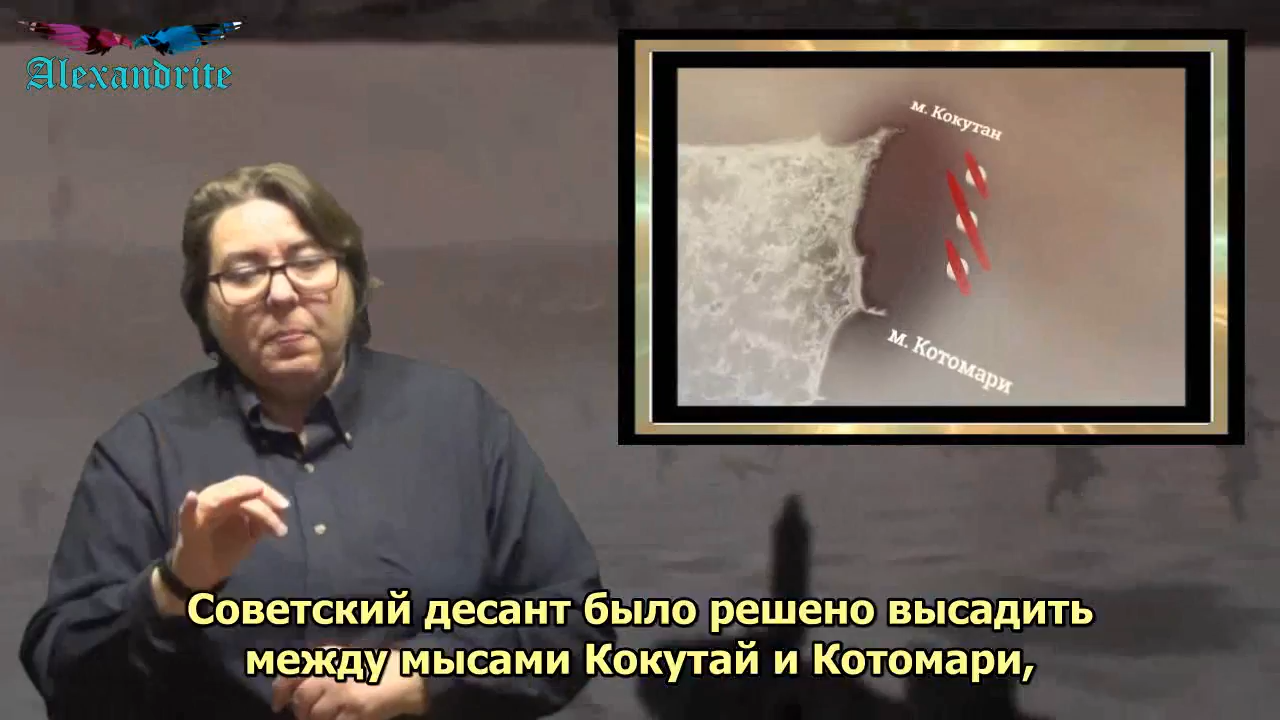 Alexandrite
м. Кокутан
м. Котомари
Советский десант было решено высадить
между мысами Кокутай и Котомари,